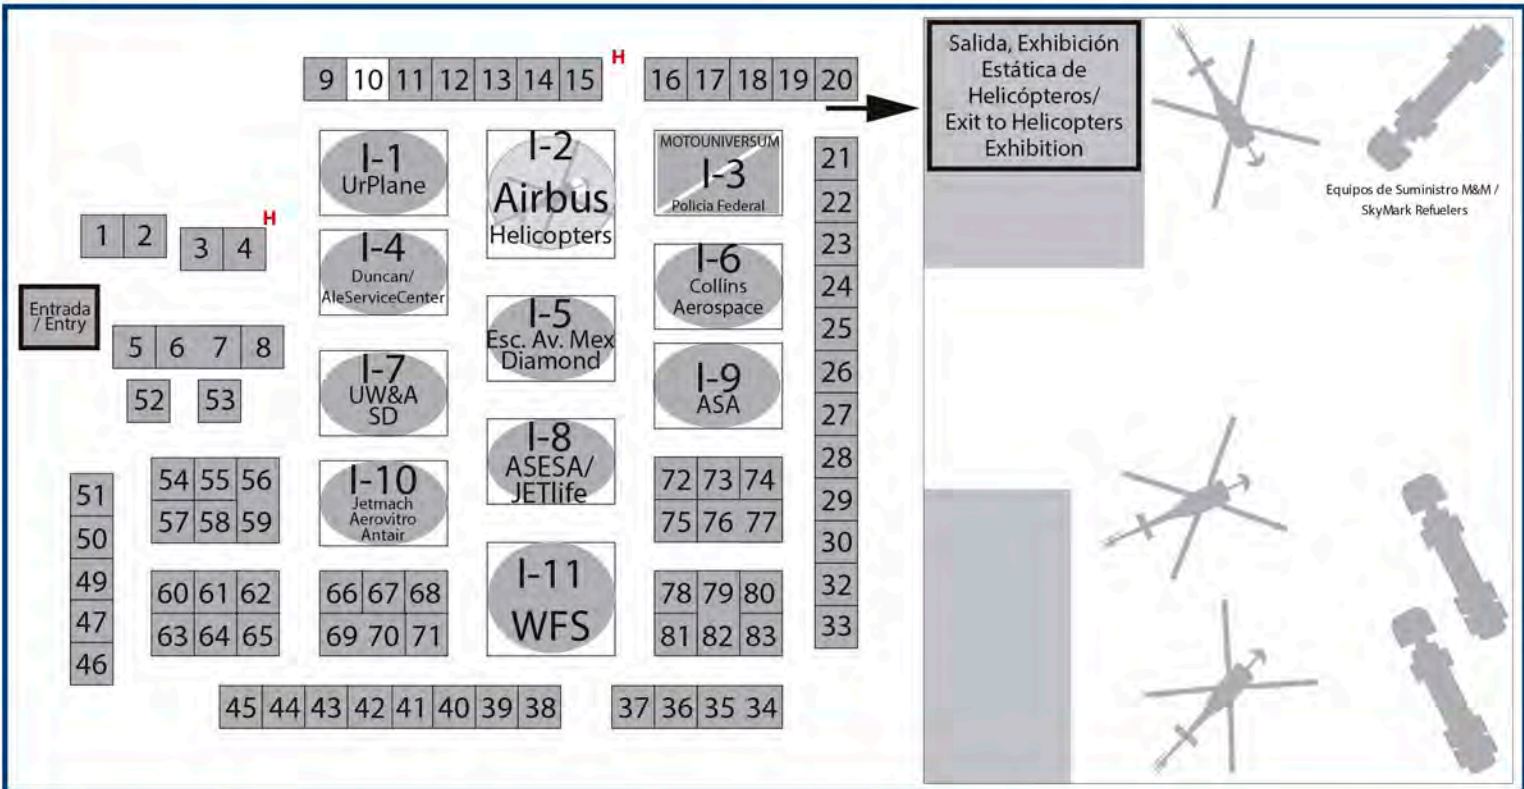 9 10 11 12 13 14 15
H
16 17 18 19 20
Salida, Exhibición
Estática de
Helicópteros/
Exit to Helicopters
Exhibition
Equipos de Suministro M&M /
SkyMark Refuelers
I-1
UrPlane
I-2
Airbus
Helicopters
MOTOUNIVERSUM
I-3
Policia Federal
1 2
3 4
H
I-4
Duncan/
AleServiceCenter
I-6
Collins
Aerospace
Entrada
/ Entry
5 6 7 8
I-5
Esc. Av. Mex
Diamond
52
53
I-7
UW&A
SD
I-9
ASA
I-8
ASESA/
JETlife
I-10
Jetmach
Aerovitro
Antair
I-11
WFS
21
22
23
24
25
26
27
28
29
30
32
33
51
50
49
47
46
54 55 56
57 58 59
60 61 62
63 64 65
66 67 68
69 70 71
72 73 74
75 76 77
78 79 80
81 82 83
45 44 43 42 41 40 39 38
37 36 35 34